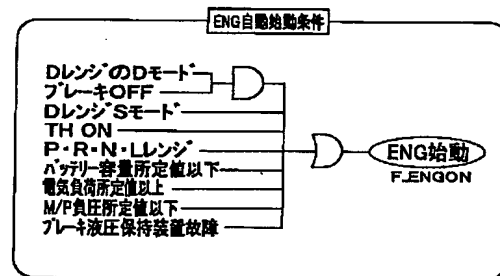 ENG自動始動条件
DレンジのDモード
ブレーキOFF
DレンジSモード
TH ON
P・R・N・Lレンジ
バッテリー容量所定値以下
電気負荷所定値以上
M/P負圧所定値以下
ブレーキ液圧保持装置故障
ENG始動
F_ENGON